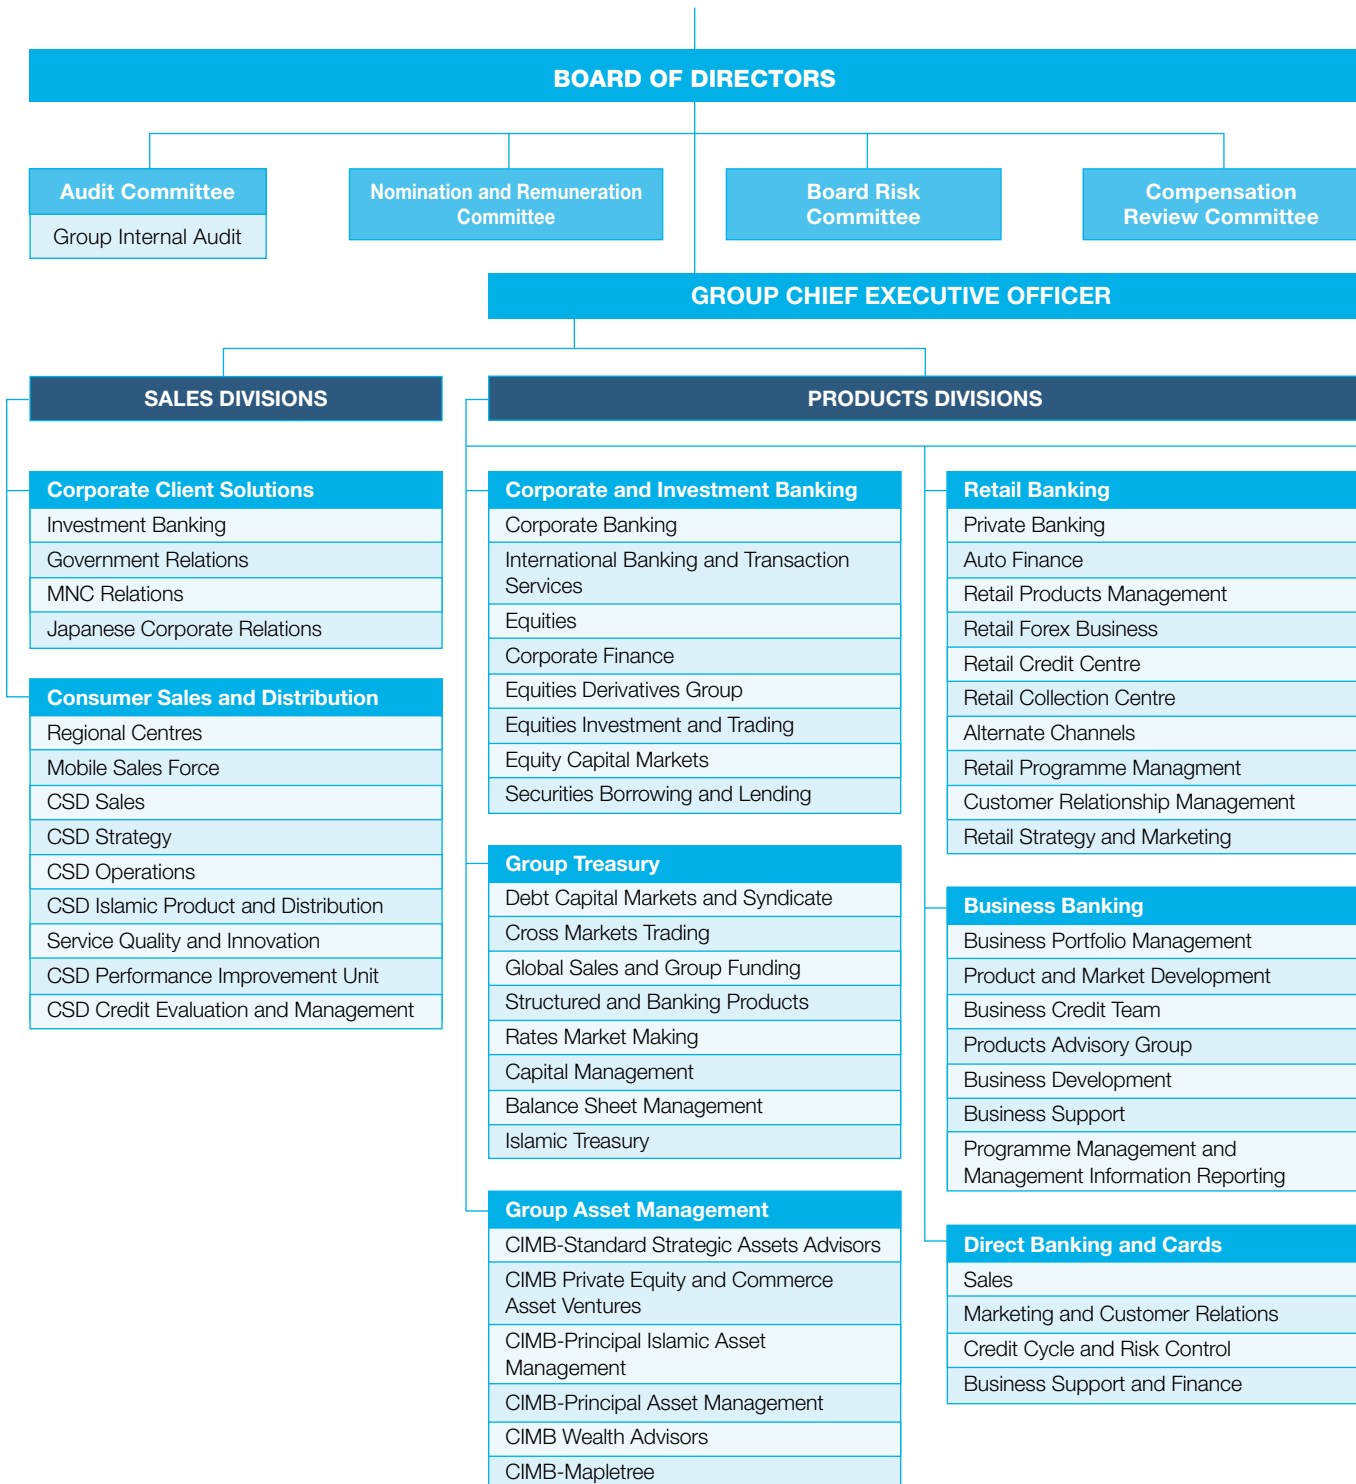 BOARD OF DIRECTORS
Audit Committee
Group Internal Audit
Nomination and Remuneration
Committee
Board Risk
Committee
Compensation
Review Committee
GROUP CHIEF EXECUTIVE OFFICER
SALES DIVISIONS
PRODUCTS DIVISIONS
Corporate Client Solutions
Investment Banking
Government Relations
MNC Relations
Japanese Corporate Relations
Consumer Sales and Distribution
Regional Centres
Mobile Sales Force
CSD Sales
CSD Strategy
CSD Operations
CSD Islamic Product and Distribution
Service Quality and Innovation
CSD Performance Improvement Unit
CSD Credit Evaluation and Management
Corporate and Investment Banking
Corporate Banking
International Banking and Transaction
Services
Equities
Corporate Finance
Equities Derivatives Group
Equities Investment and Trading
Equity Capital Markets
Securities Borrowing and Lending
Group Treasury
Debt Capital Markets and Syndicate
Cross Markets Trading
Global Sales and Group Funding
Structured and Banking Products
Rates Market Making
Capital Management
Balance Sheet Management
Islamic Treasury
Group Asset Management
CIMB-Standard Strategic Assets Advisors
CIMB Private Equity and Commerce
Asset Ventures
CIMB-Principal Islamic Asset
Management
CIMB-Principal Asset Management
CIMB Wealth Advisors
CIMB-Mapletree
Retail Banking
Private Banking
Auto Finance
Retail Products Management
Retail Forex Business
Retail Credit Centre
Retail Collection Centre
Alternate Channels
Retail Programme Managment
Customer Relationship Management
Retail Strategy and Marketing
Business Banking
Business Portfolio Management
Product and Market Development
Business Credit Team
Products Advisory Group
Business Development
Business Support
Programme Management and
Management Information Reporting
Direct Banking and Cards
Sales
Marketing and Customer Relations
Credit Cycle and Risk Control
Business Support and Finance